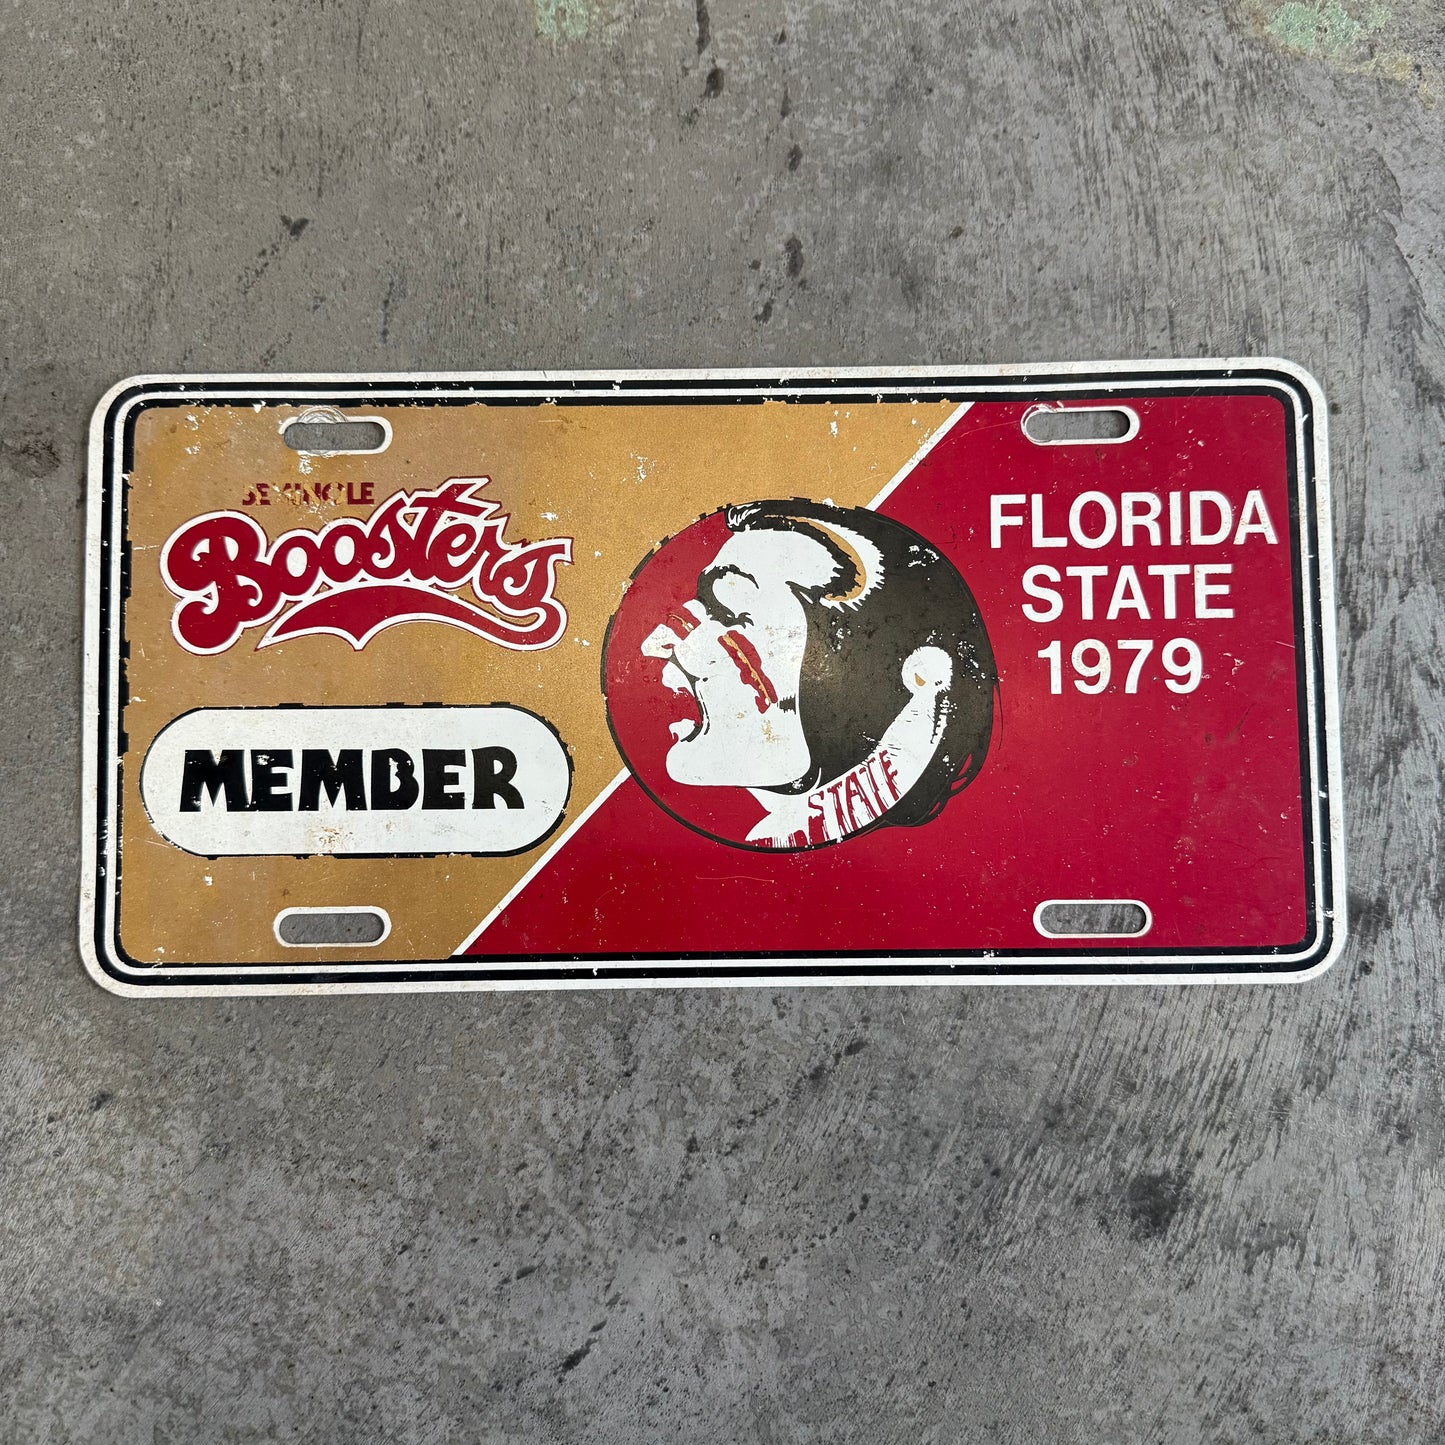 SEMINOLE
Boosters
MEMBER
STATE
FLORIDA
STATE
1979